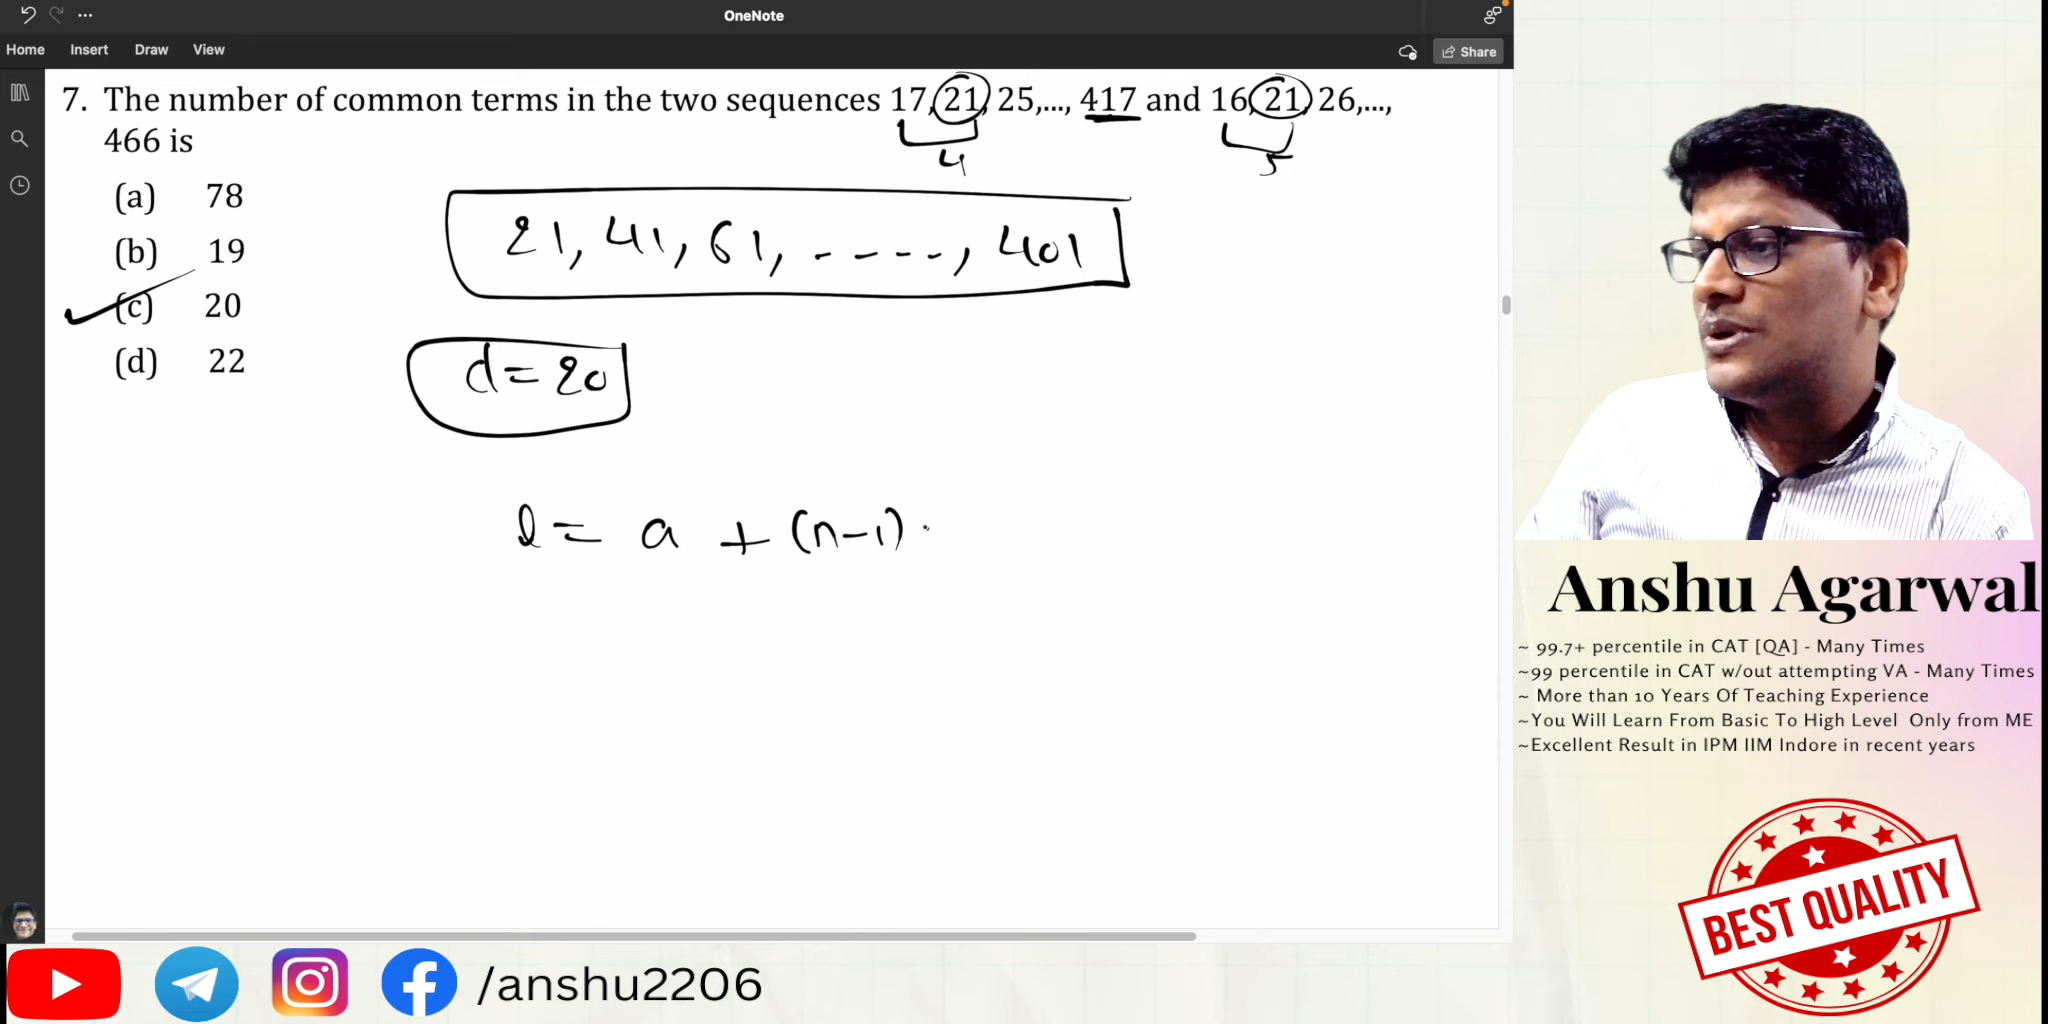 OneNote
Home Insert Draw View
Share
7. The number of common terms in the two sequences 17, 21, 25,..., 417 and 16, 21, 26,...,
466 is
4 5
(a) 78
(b) 19
(c) 20
(d) 22
21, 41, 61, ....., 401
d = 20
l = a + (n-1).
Anshu Agarwal
~ 99.7+ percentile in CAT [QA] - Many Times
~99 percentile in CAT w/out attempting VA - Many Times
~ More than 10 Years Of Teaching Experience
~You Will Learn From Basic To High Level Only from ME
~Excellent Result in IPM IIM Indore in recent years
BEST QUALITY
/anshu2206